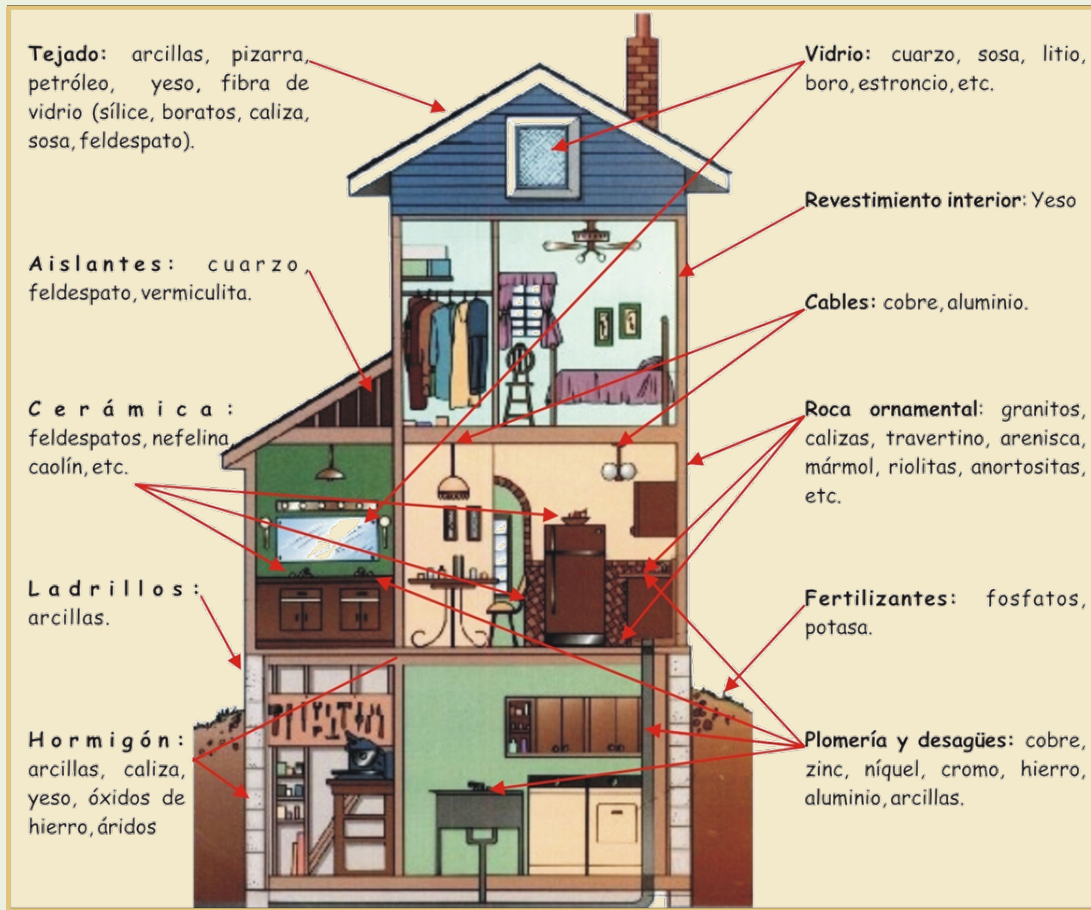 Tejado: arcillas, pizarra,
petróleo, yeso, fibra de
vidrio (sílice, boratos, caliza,
sosa, feldespato).
Aislantes: cuarzo,
feldespato, vermiculita.
Cerámica:
feldespatos, nefelina,
caolín, etc.
Ladrillos:
arcillas.
Hormigón:
arcillas, caliza,
yeso, óxidos de
hierro, áridos
Vidrio: cuarzo, sosa, litio,
boro, estroncio, etc.
Revestimiento interior: Yeso
Cables: cobre, aluminio.
Roca ornamental: granitos,
calizas, travertino, arenisca,
mármol, riolitas, anortositas,
etc.
Fertilizantes: fosfatos,
potasa.
Plomería y desagües: cobre,
zinc, níquel, cromo, hierro,
aluminio, arcillas.